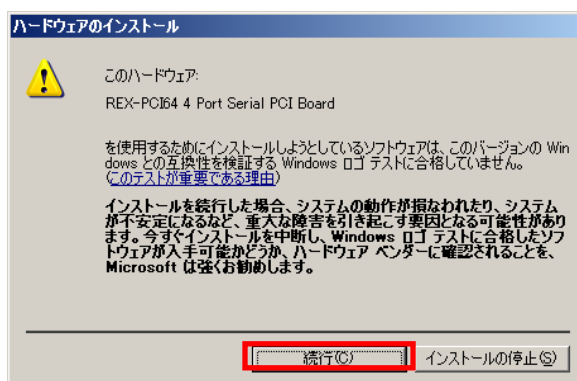 ハードウェアのインストール
このハードウェア:
REX-PCI64 4 Port Serial PCI Board
を使用するためにインストールしようとしているソフトウェアは、このバージョンの Win
dows との互換性を検証する Windows ロゴ テストに合格していません。
(このテストが重要である理由)
インストールを続行した場合、システムの動作が損なわれたり、システム
が不安定になるなど、重大な障害を引き起こす要因となる可能性があり
ます。今すぐインストールを中断し、Windows ロゴ テストに合格したソフ
トウェアが入手可能かどうか、ハードウェア ベンダーに確認されることを、
Microsoft は強くお勧めします。
続行(C) インストールの停止(S)